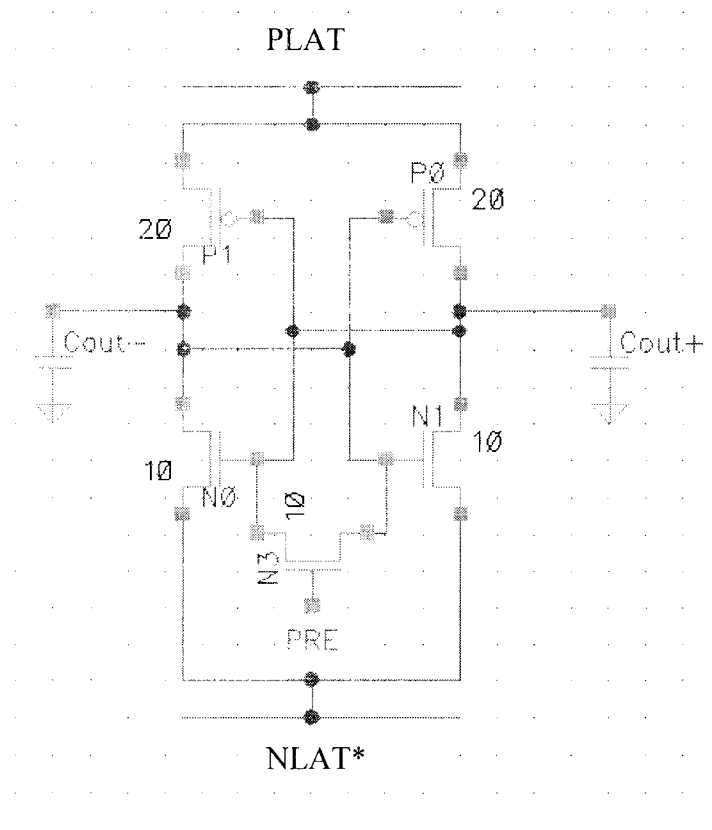 PLAT
PØ
2Ø
2Ø
P1
Cout-
Cout+
N1
1Ø
1Ø
NØ
1Ø
N3
PRE
NLAT*